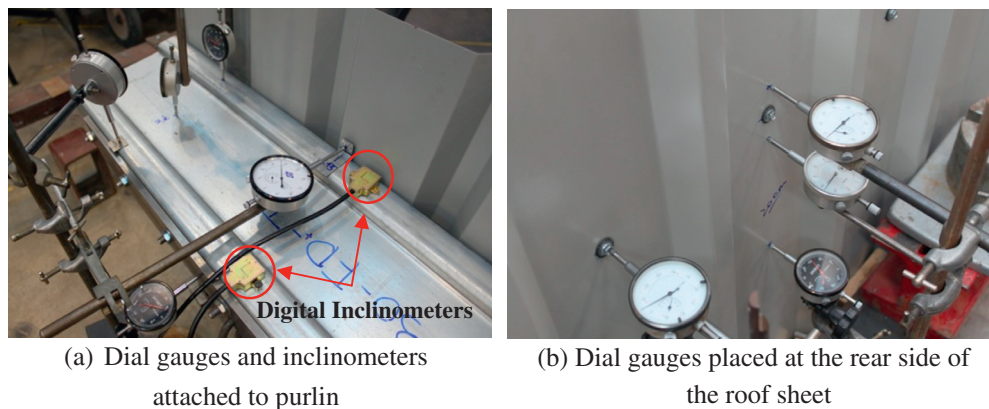 Digital Inclinometers
(a) Dial gauges and inclinometers
attached to purlin
(b) Dial gauges placed at the rear side of
the roof sheet